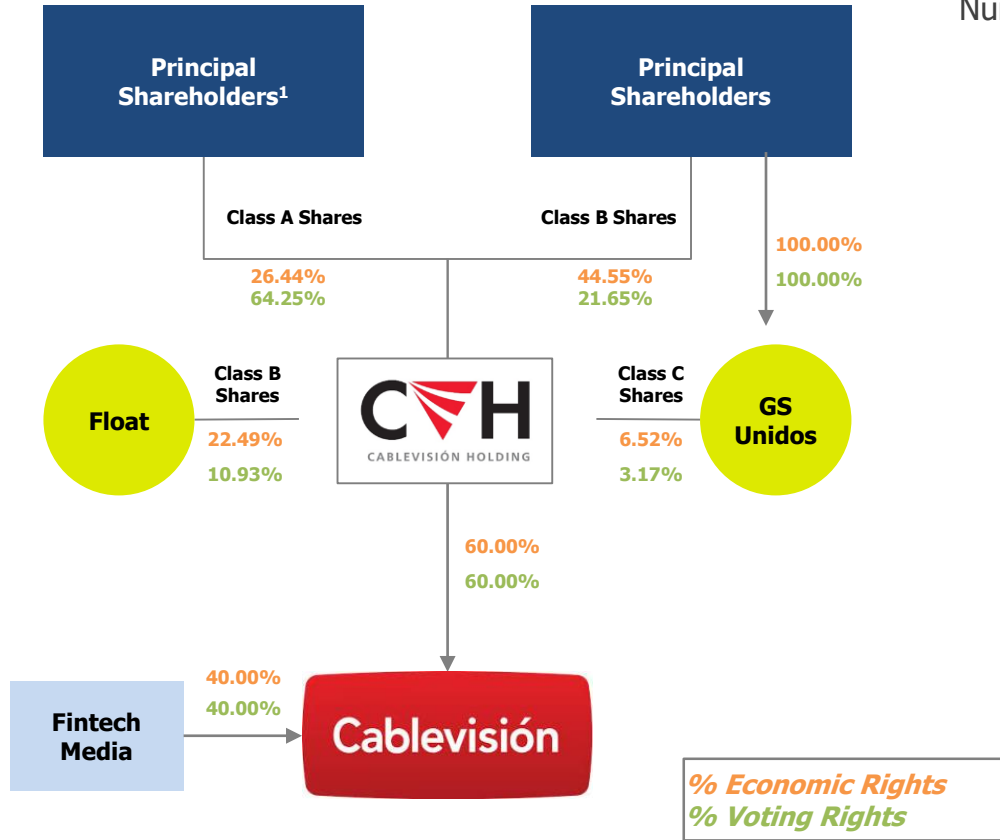 Principal
Shareholders¹
Principal
Shareholders
Class A Shares
Class B Shares
26.44%
64.25%
44.55%
21.65%
100.00%
100.00%
Float
Class B
Shares
22.49%
10.93%
CVH
CABLEVISIÓN HOLDING
Class C
Shares
6.52%
3.17%
GS
Unidos
60.00%
60.00%
Fintech
Media
40.00%
40.00%
Cablevisión
% Economic Rights
% Voting Rights